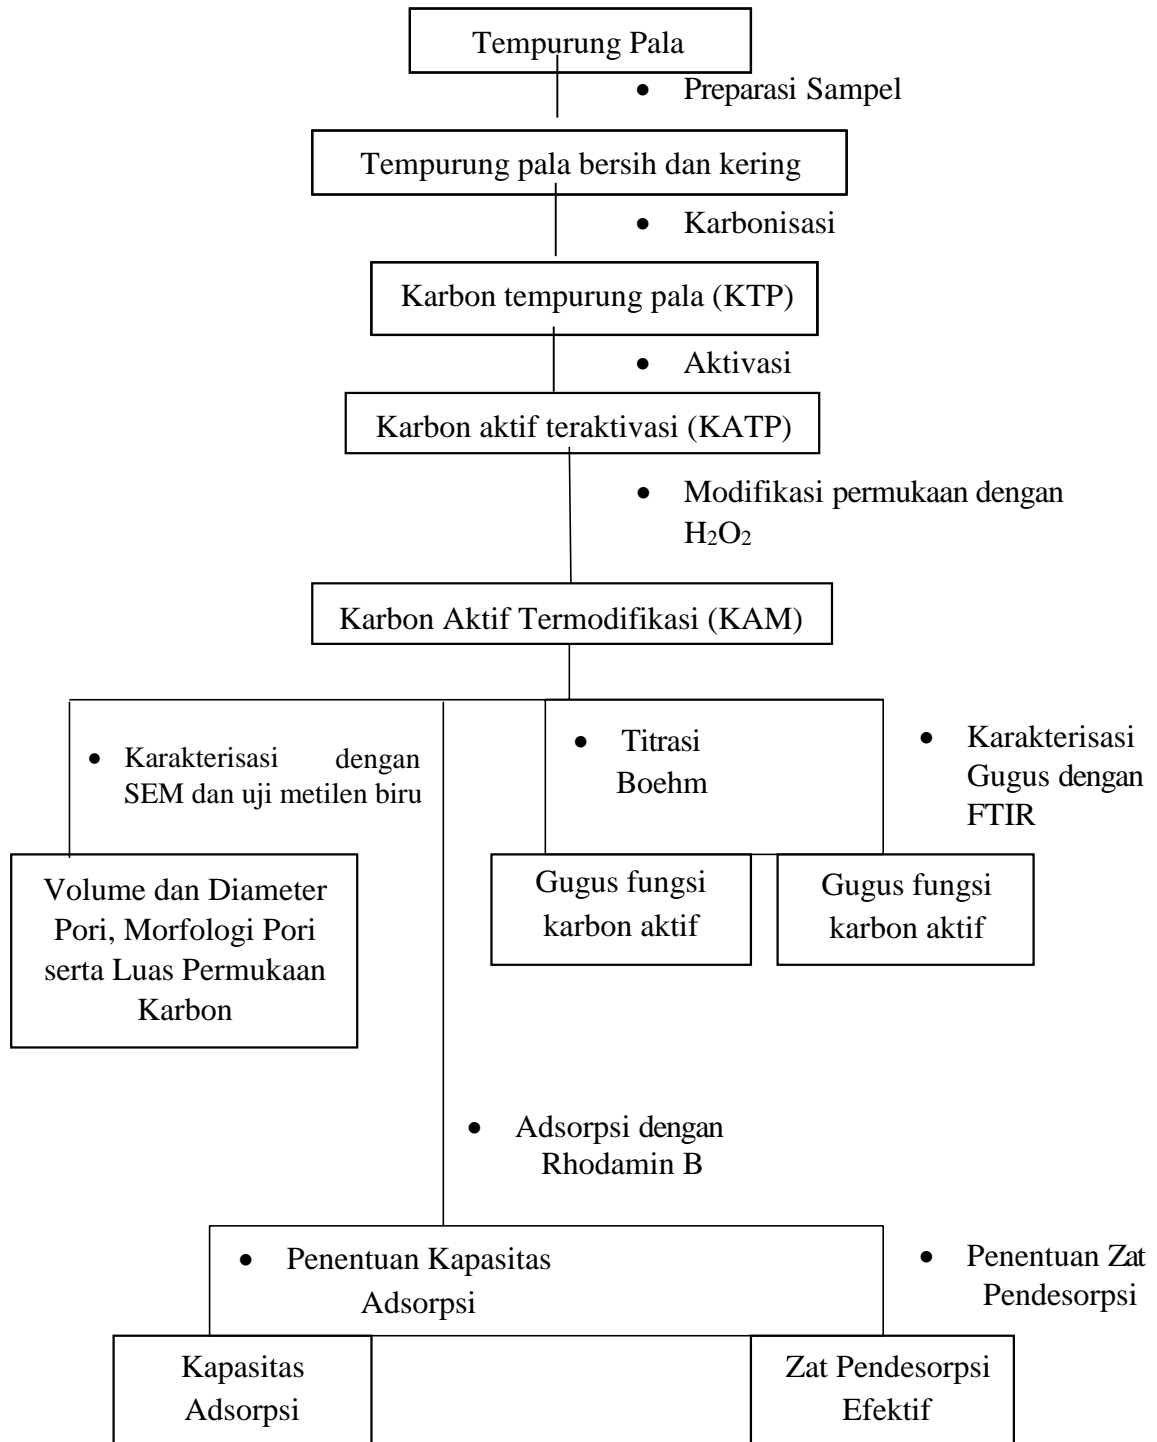 Tempurung Pala
• Preparasi Sampel
Tempurung pala bersih dan kering
• Karbonisasi
Karbon tempurung pala (KTP)
• Aktivasi
Karbon aktif teraktivasi (KATP)
• Modifikasi permukaan dengan
H₂O₂
Karbon Aktif Termodifikasi (KAM)
• Karakterisasi dengan
SEM dan uji metilen biru
• Titrasi
Boehm
• Karakterisasi
Gugus dengan
FTIR
Volume dan Diameter
Pori, Morfologi Pori
serta Luas Permukaan
Karbon
Gugus fungsi
karbon aktif
Gugus fungsi
karbon aktif
• Adsorpsi dengan
Rhodamin B
• Penentuan Kapasitas
Adsorpsi
• Penentuan Zat
Pendesorpsi
Kapasitas
Adsorpsi
Zat Pendesorpsi
Efektif